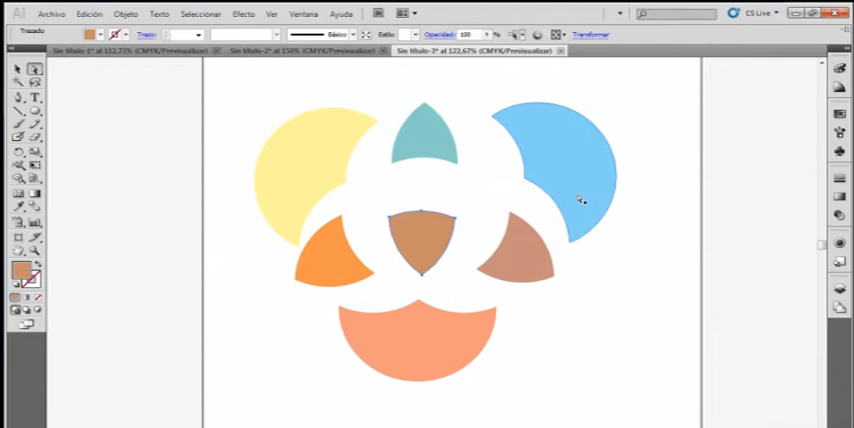 Ai Archivo Edición Objeto Texto Seleccionar Efecto Ver Ventana Ayuda CS Live
Trazado Trazo: Básico Estilo: Opacidad: 100 % Transformar
Sin título-1* al 112,73% (CMYK/Previsualizar) Sin título-2* al 150% (CMYK/Previsualizar) Sin título-3* al 122,67% (CMYK/Previsualizar)
T